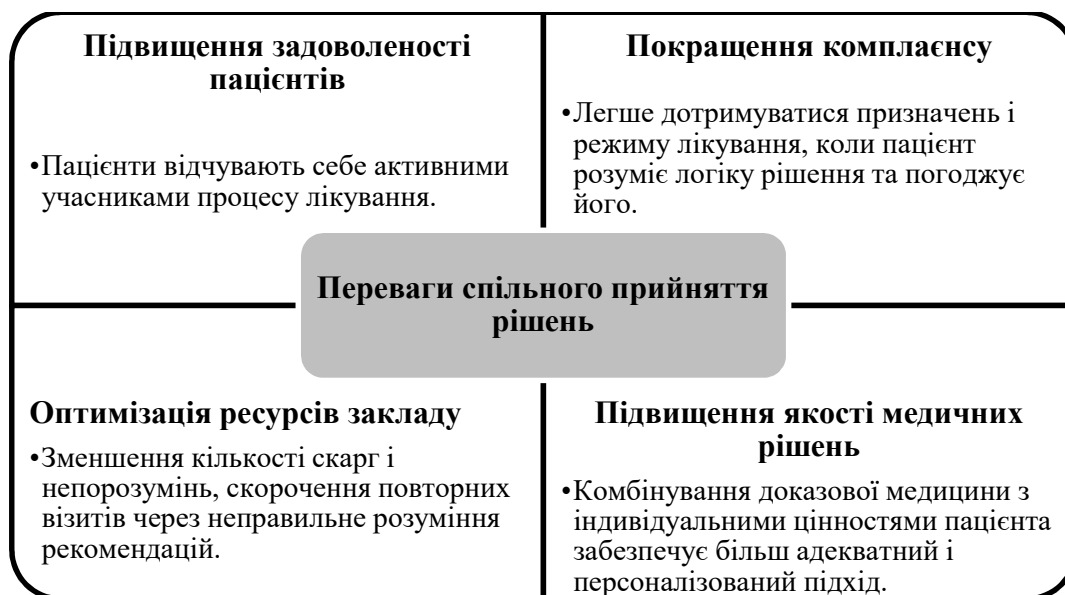 Підвищення задоволеності
пацієнтів
•Пацієнти відчувають себе активними
учасниками процесу лікування.
Покращення комплаєнсу
•Легше дотримуватися призначень і
режиму лікування, коли пацієнт
розуміє логіку рішення та погоджує
його.
Переваги спільного прийняття
рішень
Оптимізація ресурсів закладу
•Зменшення кількості скарг і
непорозумінь, скорочення повторних
візитів через неправильне розуміння
рекомендацій.
Підвищення якості медичних
рішень
•Комбінування доказової медицини з
індивідуальними цінностями пацієнта
забезпечує більш адекватний і
персоналізований підхід.